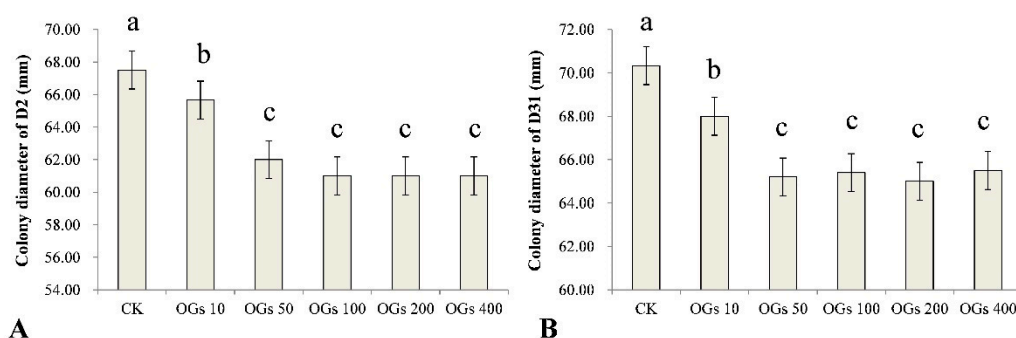 Colony diameter of D2 (mm)
70.00
68.00
66.00
64.00
62.00
60.00
58.00
56.00
54.00
a
b
c
c
c
c
CK
OGs 10
OGs 50
OGs 100
OGs 200
OGs 400
A
Colony diameter of D31 (mm)
72.00
70.00
68.00
66.00
64.00
62.00
60.00
a
b
c
c
c
c
CK
OGs 10
OGs 50
OGs 100
OGs 200
OGs 400
B